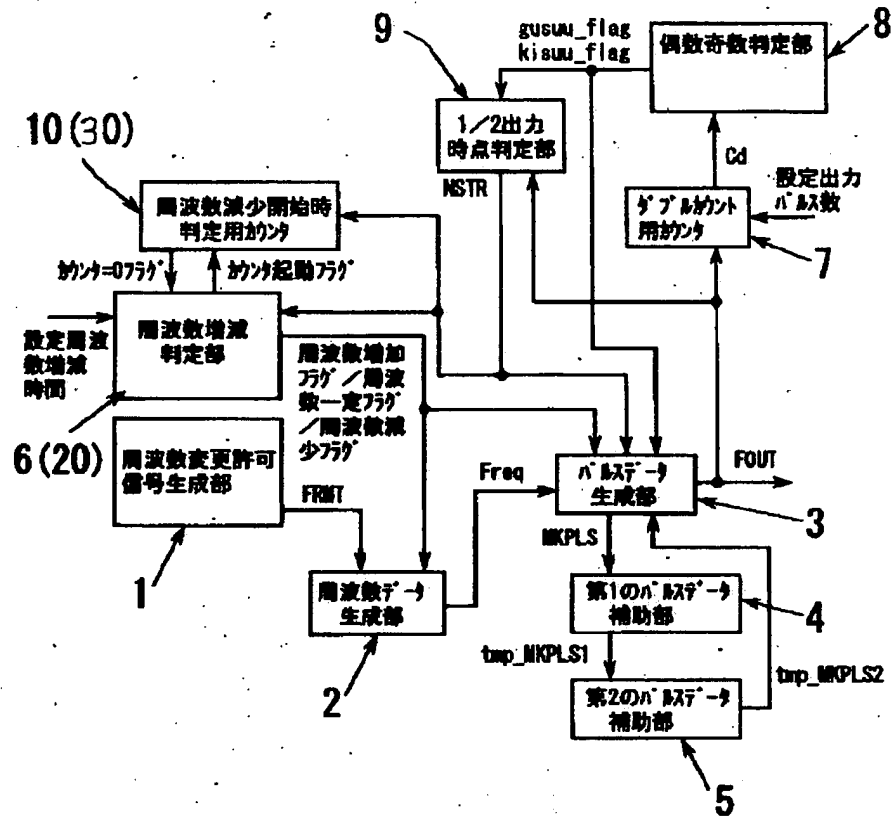 9
gusuu_flag
kisuu_flag
偶数奇数判定部
8
10(30)
1/2出力
時点判定部
NSTR
Cd
設定出力
パルス数
周波数減少開始時
判定用カウンタ
ダブルカウント
用カウンタ
7
カウンタ=0フラグ
カウンタ起動フラグ
設定周波
数増減
時間
周波数増減
判定部
周波数増加
フラグ/周波
数一定フラグ
/周波数減
少フラグ
6(20)
周波数変更許可
信号生成部
FRMT
Freq
パルスデータ
生成部
FOUT
3
MKPLS
1
周波数データ
生成部
2
第1のパルスデータ
補助部
4
tmp_MKPLS1
tmp_MKPLS2
第2のパルスデータ
補助部
5